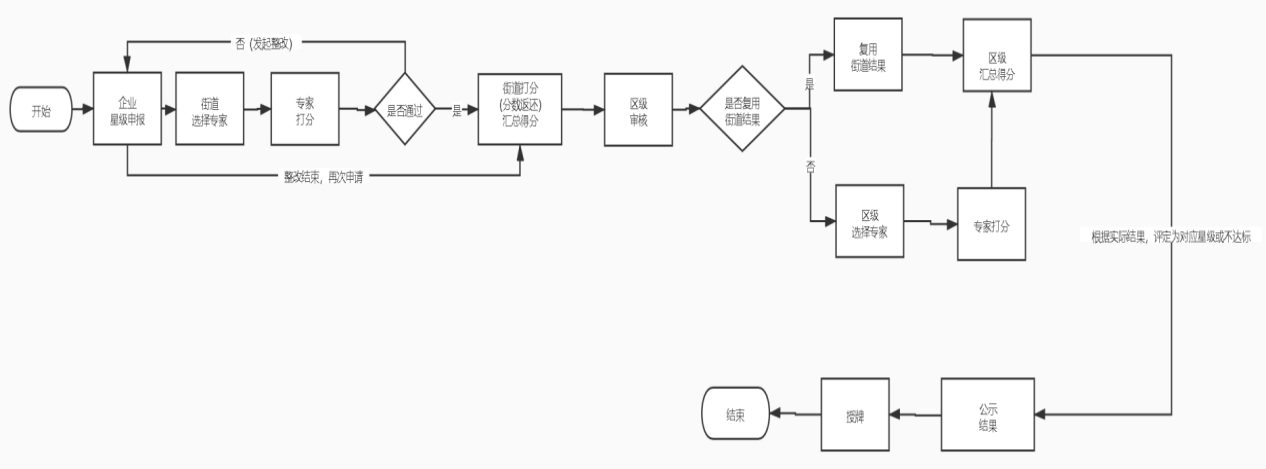 否（发起整改）
开始
企业
星级申报
街道
选择专家
专家
打分
是否通过
是
街道打分
(分数返还)
汇总得分
整改结束，再次申请
区级
审核
是否复用
街道结果
是
复用
街道结果
区级
汇总得分
否
区级
选择专家
专家打分
根据实际结果，评定为对应星级或不达标
公示
结果
授牌
结束